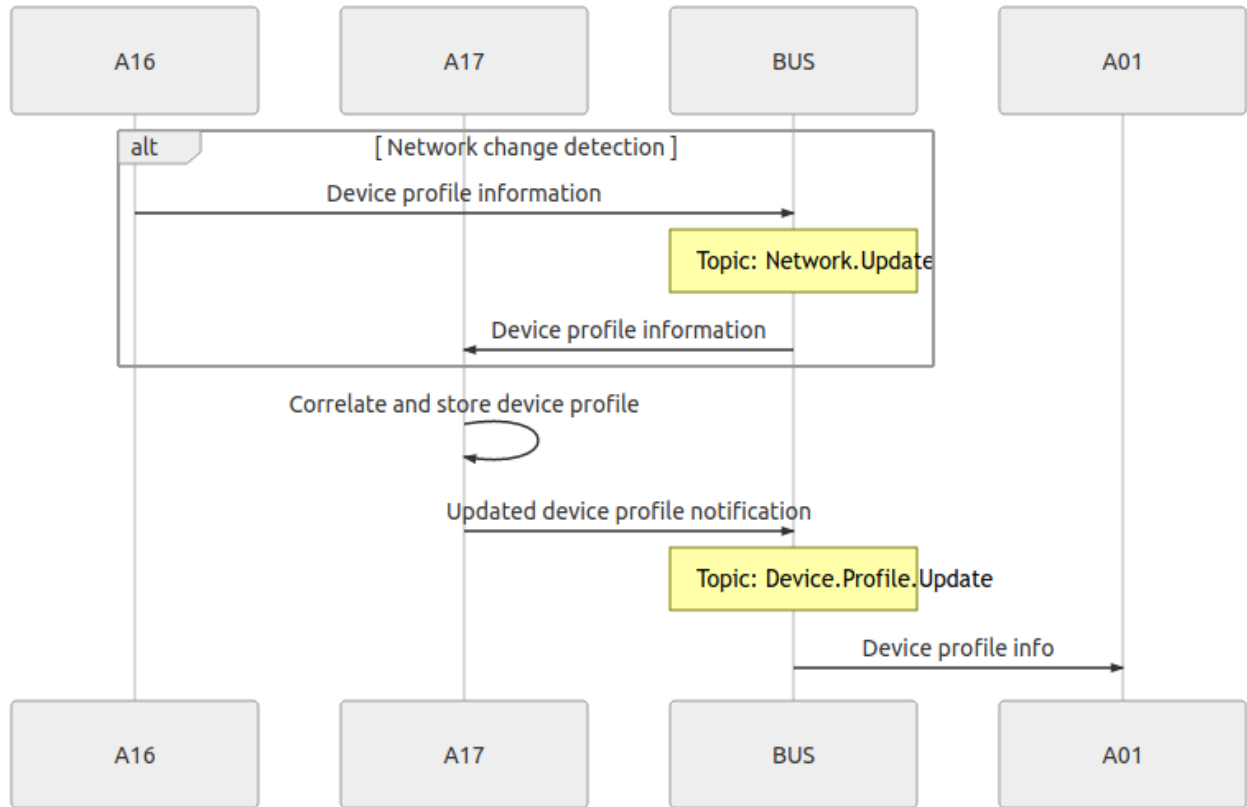 A16
A17
BUS
A01
alt
[ Network change detection ]
Device profile information
Topic: Network.Update
Device profile information
Correlate and store device profile
Updated device profile notification
Topic: Device.Profile.Update
Device profile info
A16
A17
BUS
A01